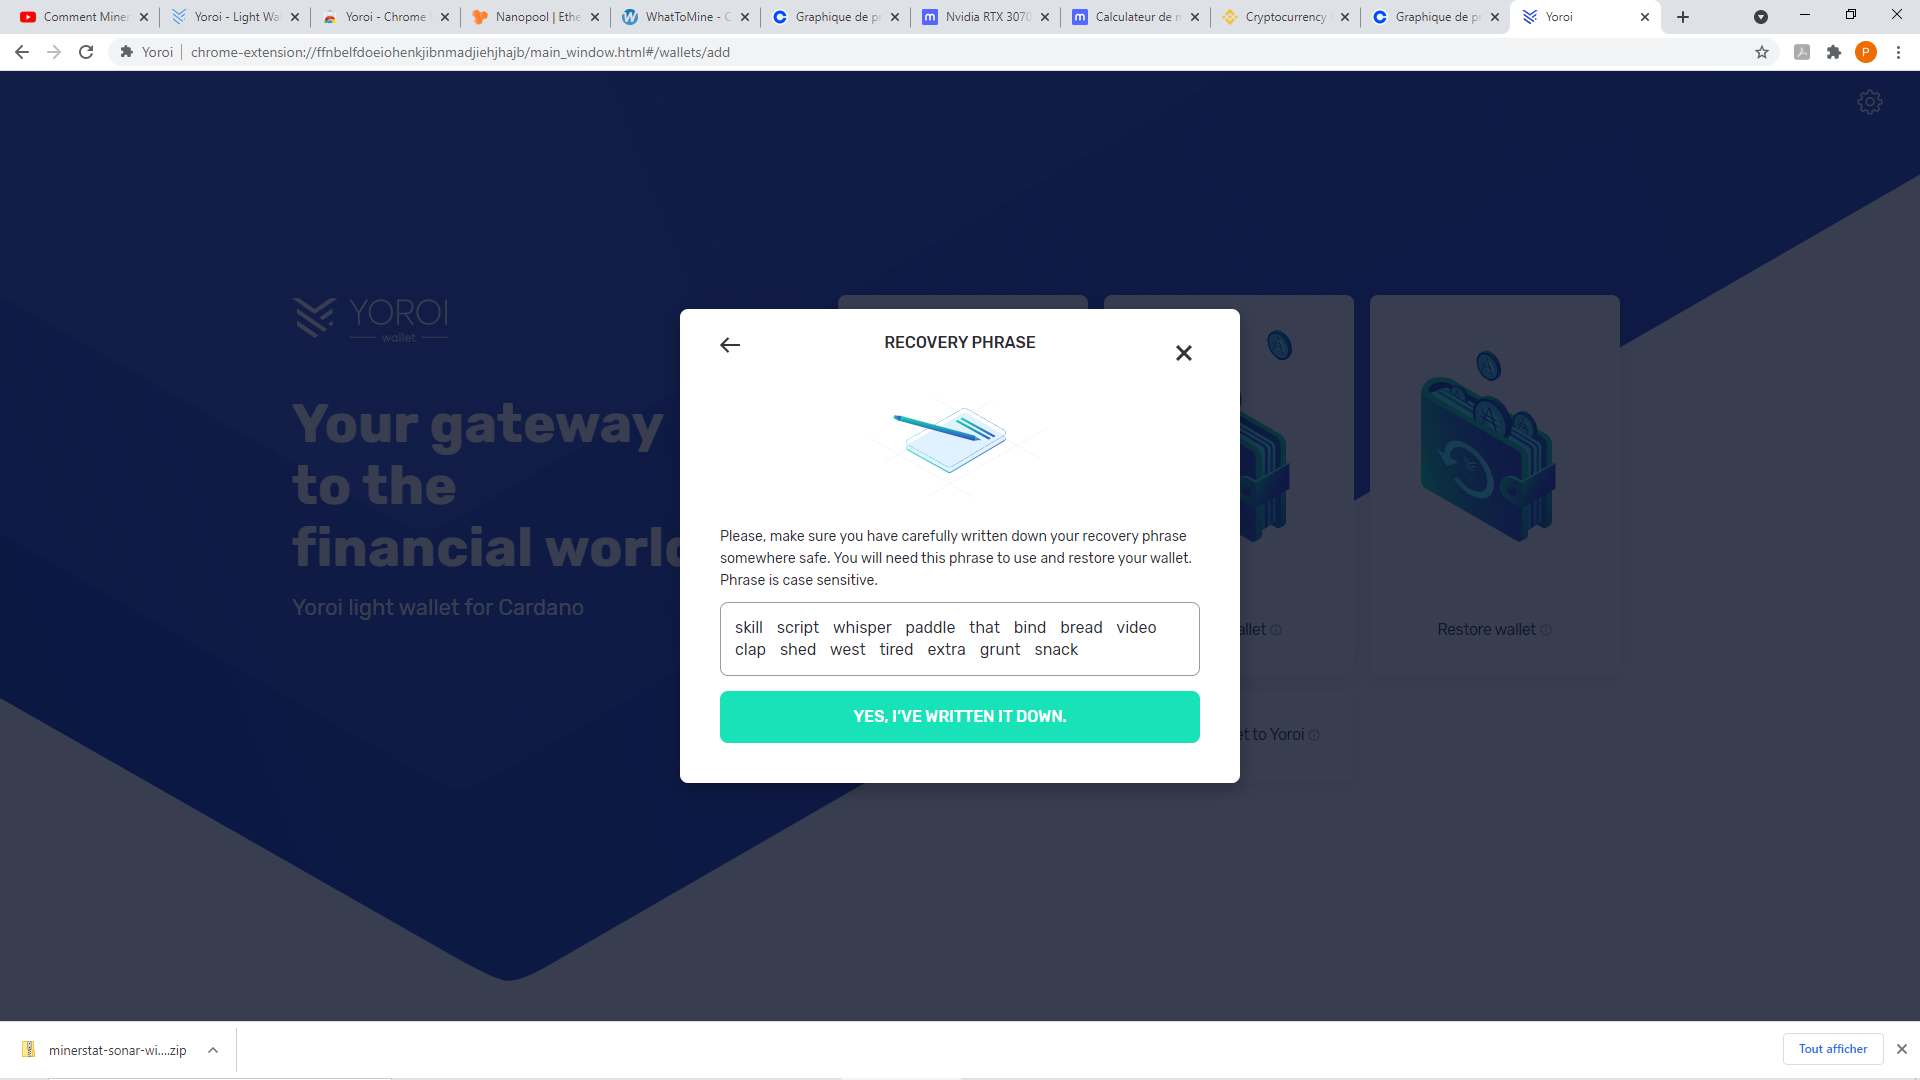 Comment Miner
Yoroi - Light Wa
Yoroi - Chrome
Nanopool | Ethe
WhatToMine - C
Graphique de p
Nvidia RTX 3070
Calculateur de m
Cryptocurrency
Graphique de p
Yoroi
Yoroi
chrome-extension://ffnbelfdoeiohenkjibnmadjiehjhajb/main_window.html#/wallets/add
P
YOROI
wallet
Your gateway
to the
financial world
Yoroi light wallet for Cardano
RECOVERY PHRASE
Please, make sure you have carefully written down your recovery phrase
somewhere safe. You will need this phrase to use and restore your wallet.
Phrase is case sensitive.
skill script whisper paddle that bind bread video
clap shed west tired extra grunt snack
YES, I’VE WRITTEN IT DOWN.
allet
Restore wallet
et to Yoroi
minerstat-sonar-wi....zip
Tout afficher